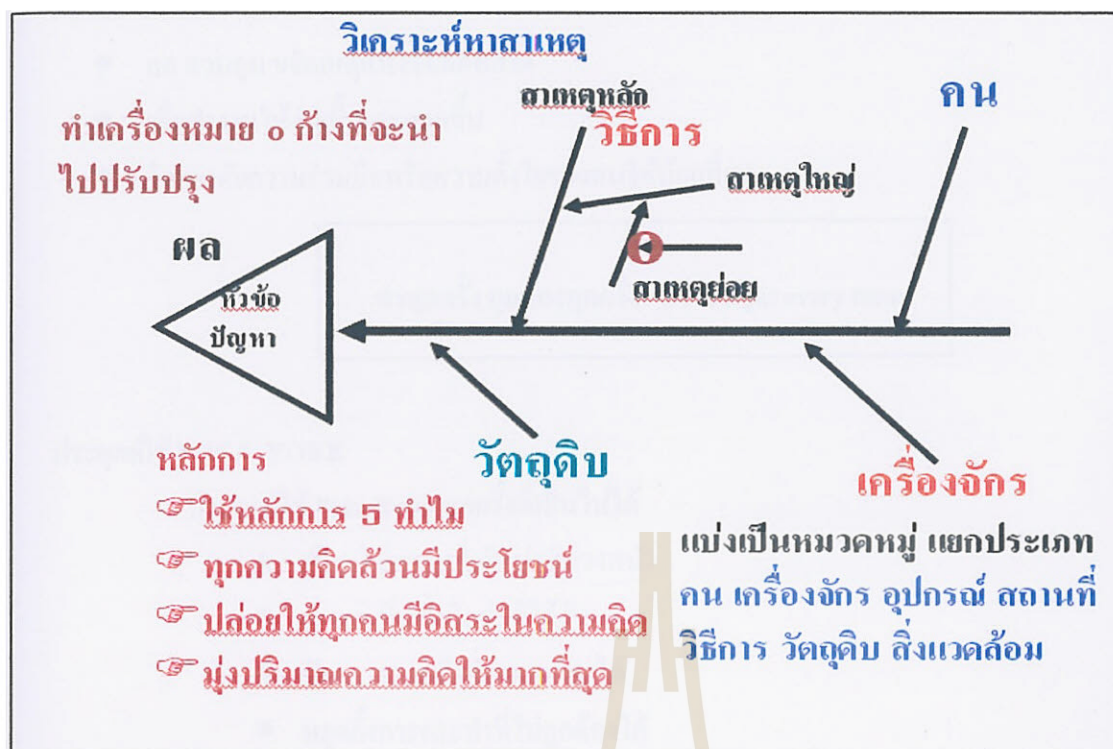 วิเคราะห์หาสาเหตุ
สาเหตุหลัก
คน
ทำเครื่องหมาย o ก้างที่จะนำ
ไปปรับปรุง
วิธีการ
สาเหตุใหญ่
ผล
หัวข้อ
ปัญหา
สาเหตุย่อย
วัตถุดิบ
เครื่องจักร
หลักการ
☞ ใช้หลักการ 5 ทำไม
☞ ทุกความคิดล้วนมีประโยชน์
☞ ปล่อยให้ทุกคนมีอิสระในความคิด
☞ มุ่งปริมาณความคิดให้มากที่สุด
แบ่งเป็นหมวดหมู่ แยกประเภท
คน เครื่องจักร อุปกรณ์ สถานที่
วิธีการ วัตถุดิบ สิ่งแวดล้อม